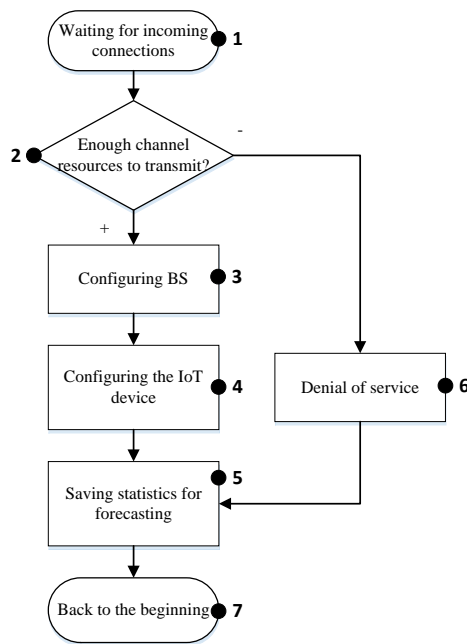 Waiting for incoming
connections
1
2
Enough channel
resources to transmit?
-
+
Configuring BS
3
Configuring the IoT
device
4
Denial of service
6
Saving statistics for
forecasting
5
Back to the beginning
7